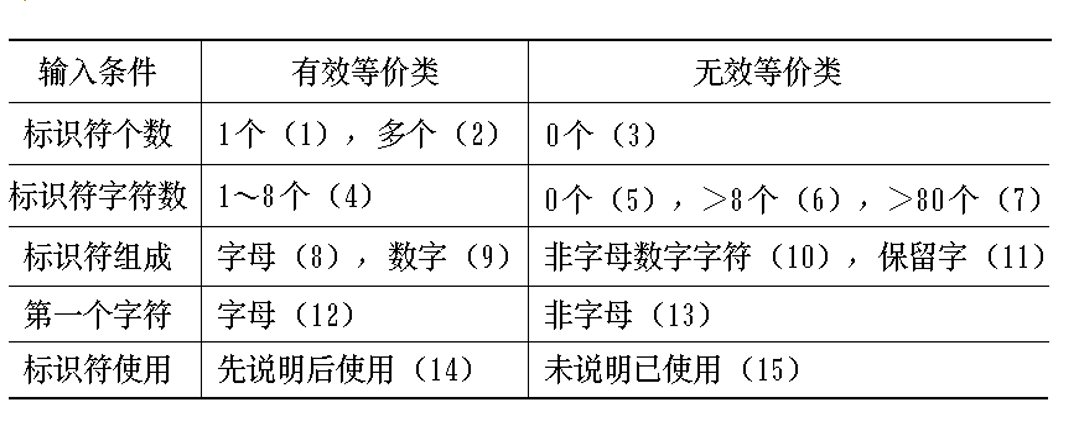 输入条件 有效等价类 无效等价类
标识符个数 1个（1），多个（2） 0个（3）
标识符字符数 1～8个（4） 0个（5），>8个（6），>80个（7）
标识符组成 字母（8），数字（9） 非字母数字字符（10），保留字（11）
第一个字符 字母（12） 非字母（13）
标识符使用 先说明后使用（14） 未说明已使用（15）